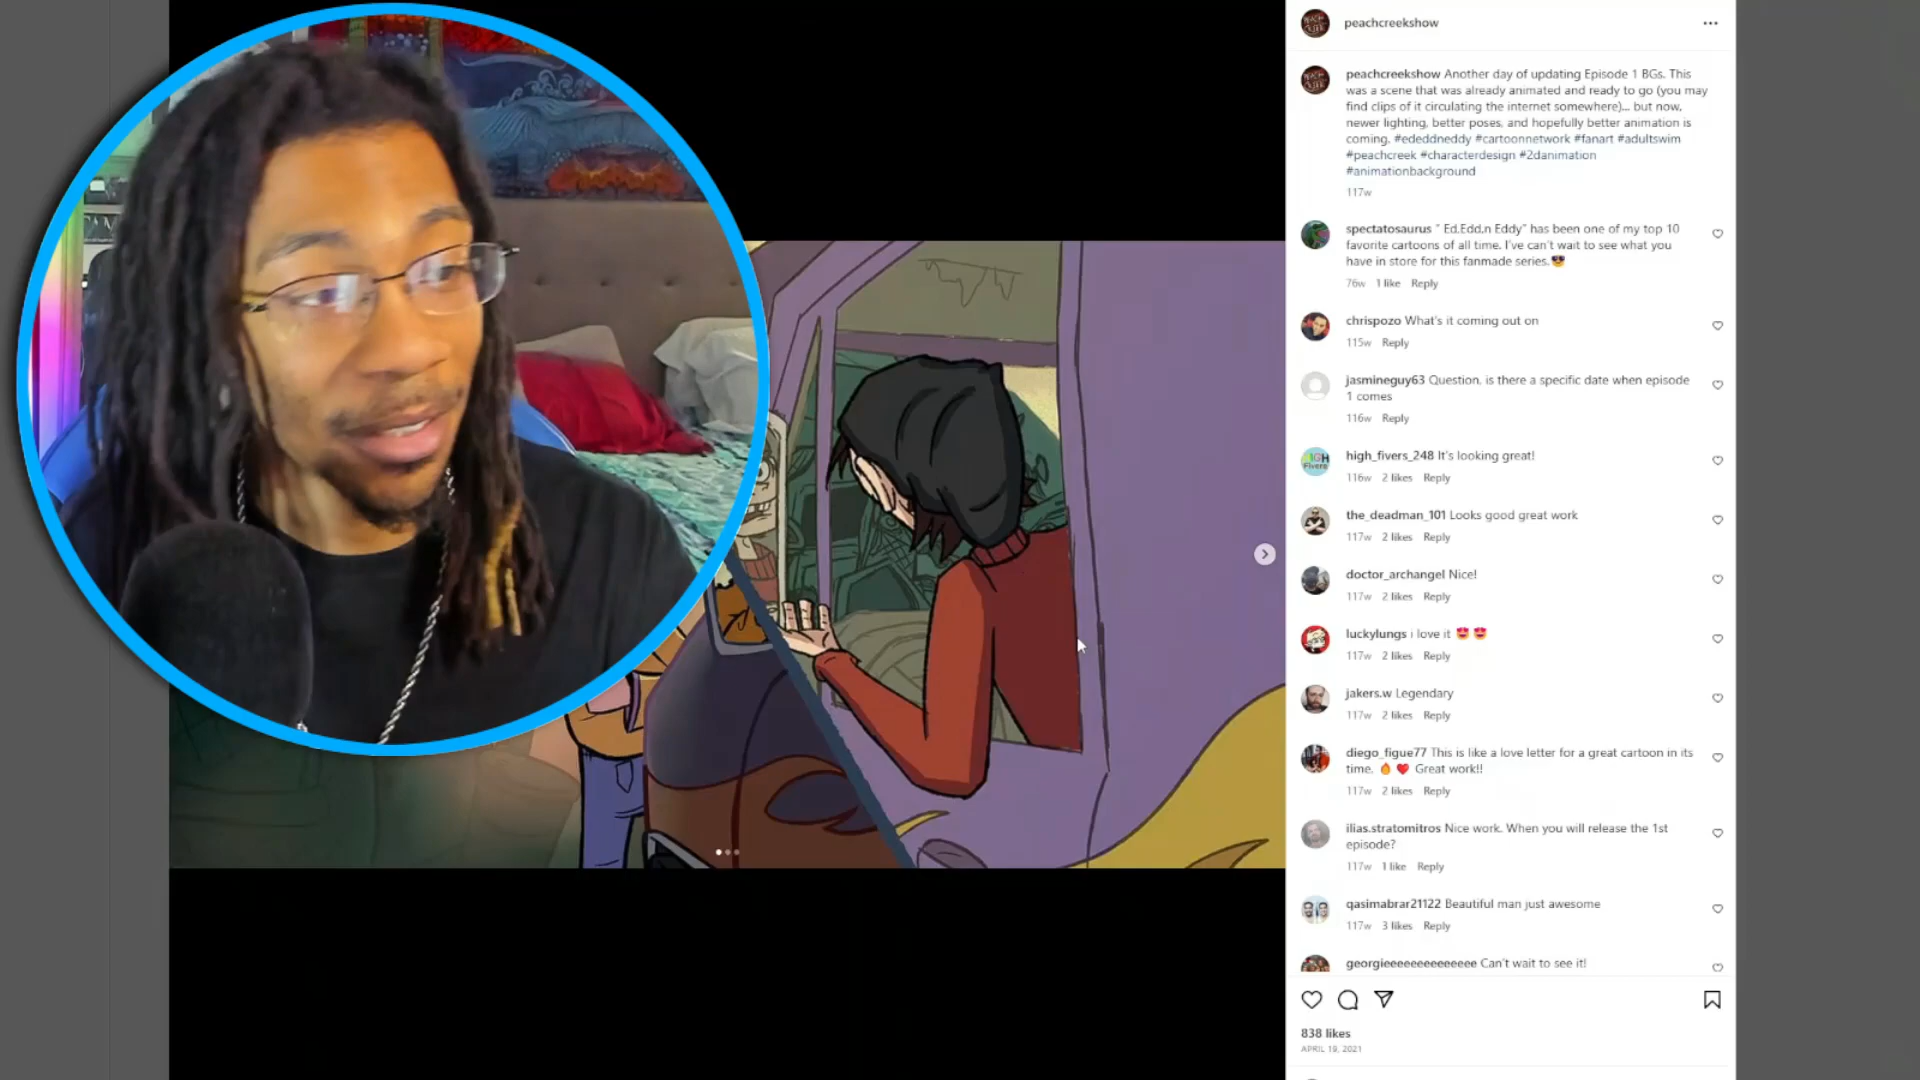 peachcreekshow
peachcreekshow Another day of updating Episode 1 BGs. This
was a scene that was already animated and ready to go (you may
find clips of it circulating the internet somewhere)... but now,
newer lighting, better poses, and hopefully better animation is
coming. #ededdneddy #cartoonnetwork #fanart #adultswim
#peachcreek #characterdesign #2danimation
#animationbackground
117w
spectatosaurus " Ed,Edd,n Eddy" has been one of my top 10
favorite cartoons of all time. I've can't wait to see what you
have in store for this fanmade series.😎
76w 1 like Reply
chrispozo What's it coming out on
115w Reply
jasmineguy63 Question, is there a specific date when episode
1 comes
116w Reply
high_fivers_248 It's looking great!
116w 2 likes Reply
the_deadman_101 Looks good great work
117w 2 likes Reply
doctor_archangel Nice!
117w 2 likes Reply
luckylungs i love it 😍 😍
117w 2 likes Reply
jakers.w Legendary
117w 2 likes Reply
diego_figue77 This is like a love letter for a great cartoon in its
time. 🔥 ❤️ Great work!!
117w 2 likes Reply
ilias.stratomitros Nice work. When you will release the 1st
episode?
117w 1 like Reply
qasimabrar21122 Beautiful man just awesome
117w 3 likes Reply
georgieeeeeeeeeeeeee Can't wait to see it!
838 likes
APRIL 19, 2021